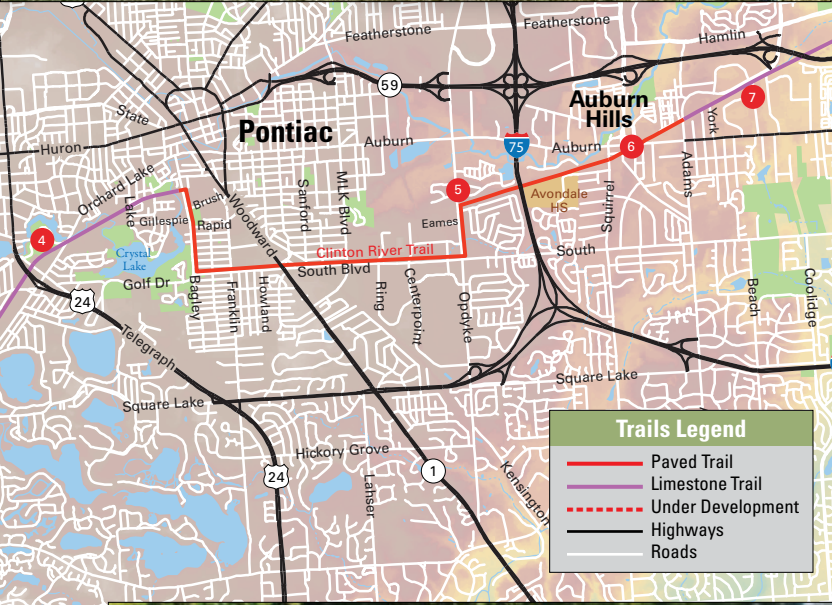 Featherstone
Featherstone
Hamlin
59
State
Pontiac
Auburn
Hills
7
York
Huron
Auburn
75
Auburn
6
Orchard Lake
Lake
Gillespie
Brush
Rapid
Woodward
Sanford
MLK Blvd
5
Avondale
HS
Squirrel
Adams
4
Eames
Crystal
Lake
Clinton River Trail
South Blvd
South
Golf Dr
Bagley
Franklin
Howland
Ring
Centerpoint
Opdyke
Beach
Coolidge
24
Telegraph
Square Lake
Square Lake
Hickory Grove
24
Lahser
1
Kensington
Trails Legend
Paved Trail
Limestone Trail
Under Development
Highways
Roads